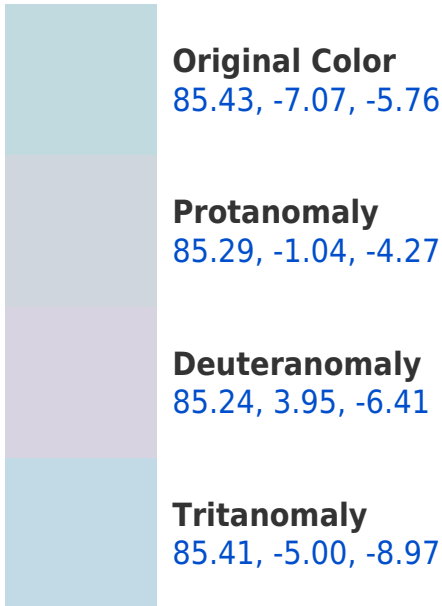 Original Color
85.43, -7.07, -5.76
Protanomaly
85.29, -1.04, -4.27
Deuteranomaly
85.24, 3.95, -6.41
Tritanomaly
85.41, -5.00, -8.97